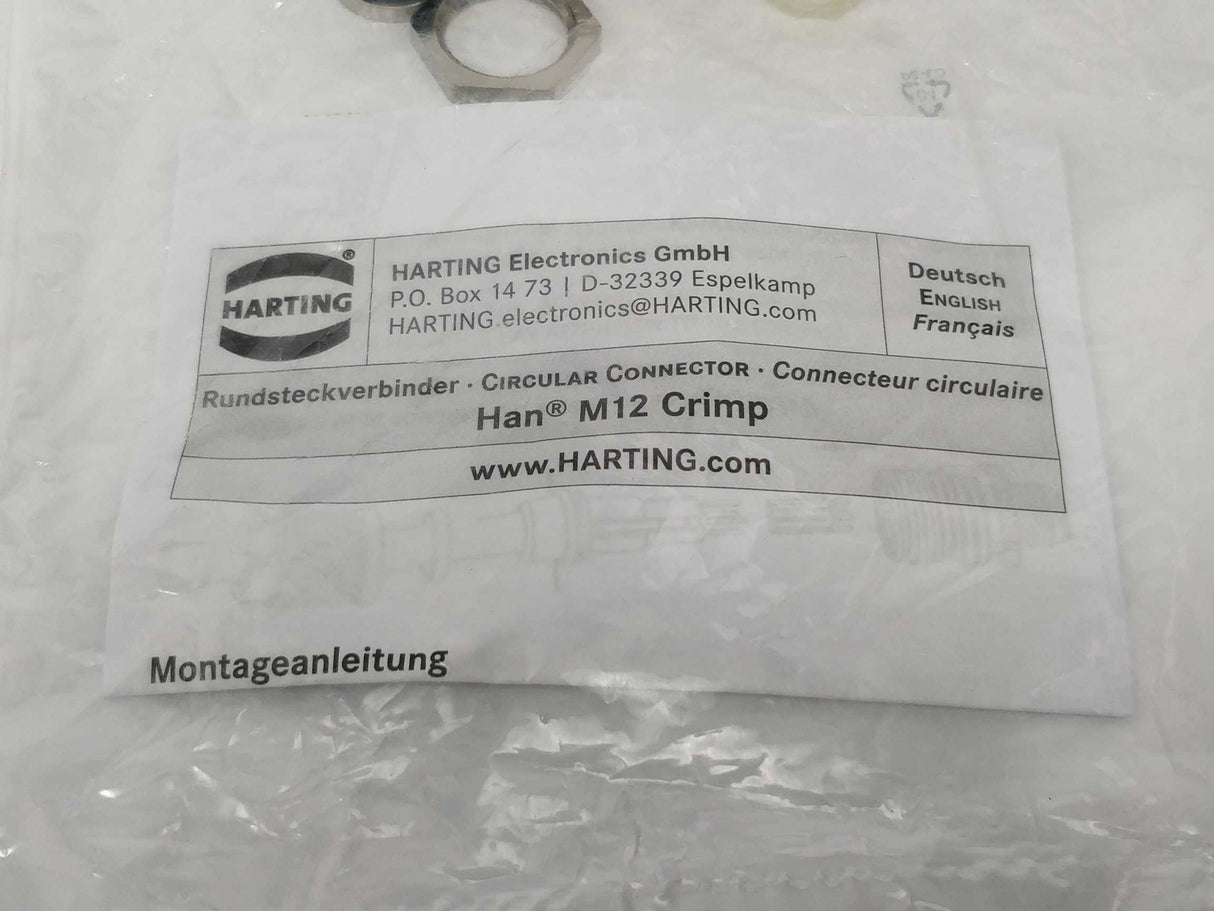 HARTING®
HARTING Electronics GmbH
P.O. Box 14 73 | D-32339 Espelkamp
HARTING.electronics@HARTING.com
Deutsch
ENGLISH
Français
Rundsteckverbinder · CIRCULAR CONNECTOR · Connecteur circulaire
Han® M12 Crimp
www.HARTING.com
Montageanleitung